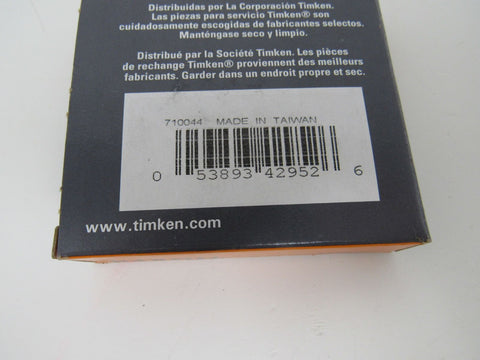 Distribuidas por La Corporación Timken.
Las piezas para servicio Timken® son
cuidadosamente escogidas de fabricantes selectos.
Manténgase seco y limpio.
Distribué par la Société Timken. Les pièces
de rechange Timken® proviennent des meilleurs
fabricants. Garder dans un endroit propre et sec.
710044 MADE IN TAIWAN
0 53893 42952 6
www.timken.com